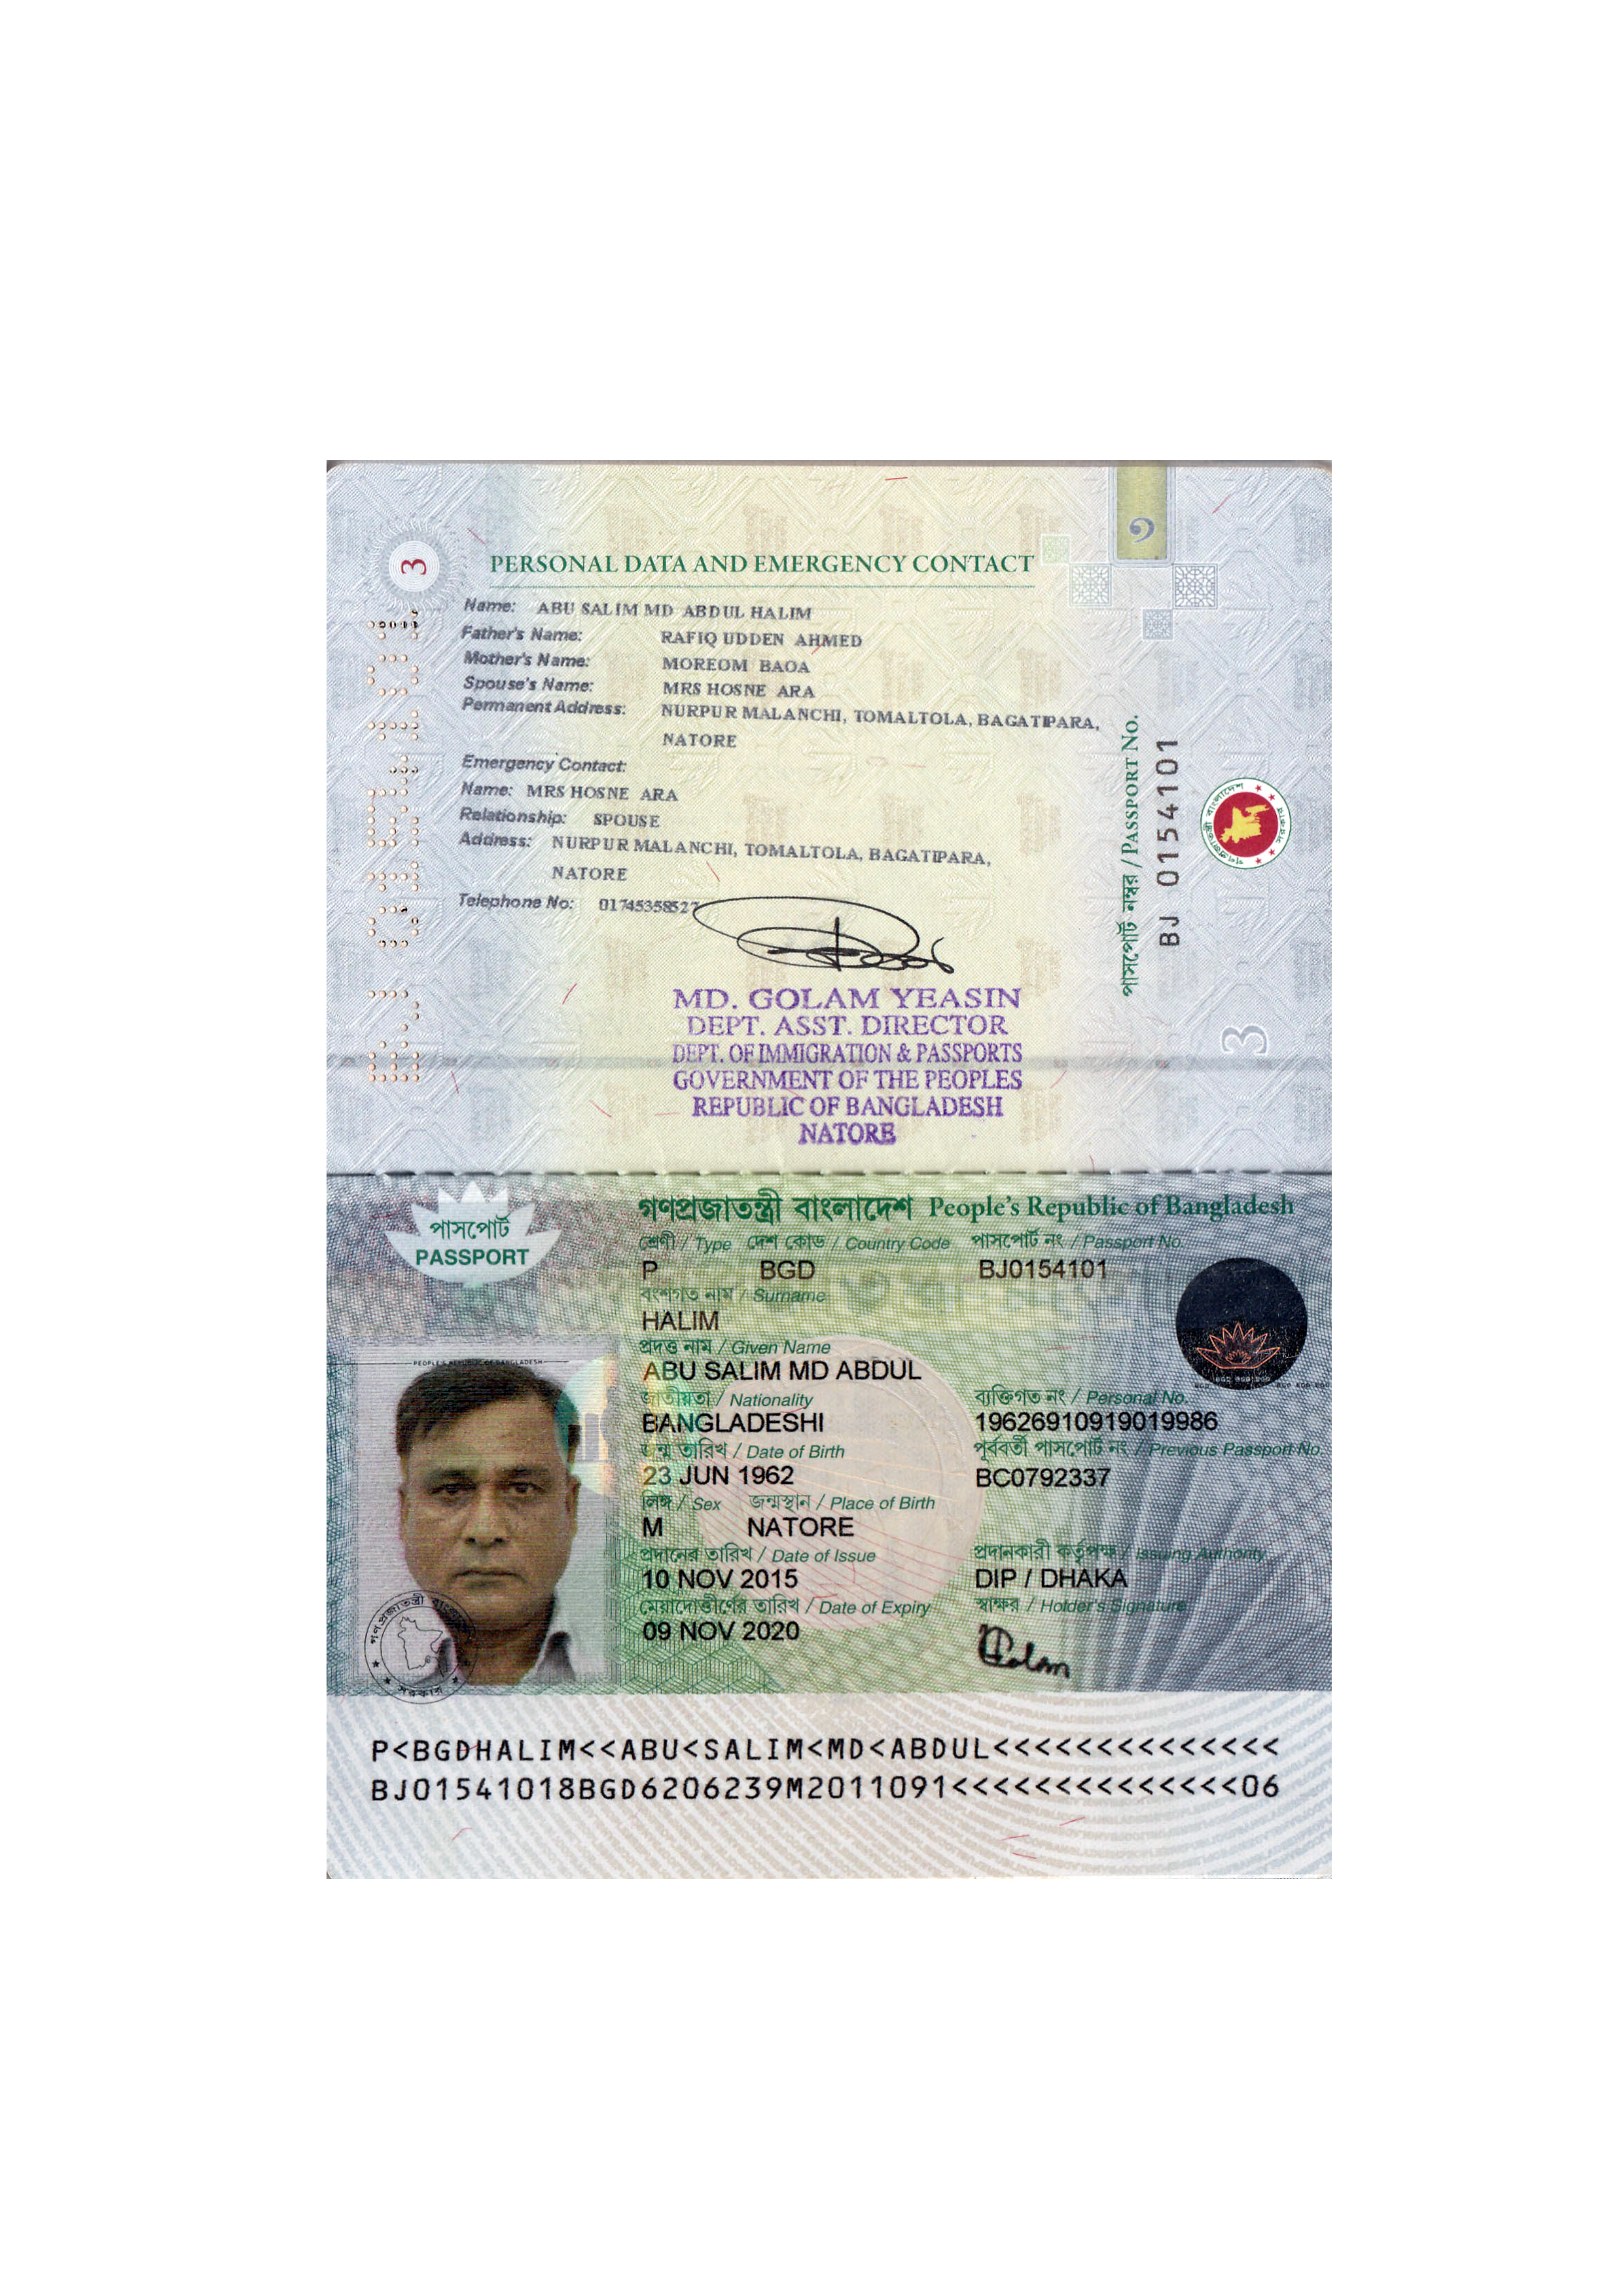 3
PERSONAL DATA AND EMERGENCY CONTACT
Name: ABU SALIM MD ABDUL HALIM
Father's Name: RAFIQ UDDEN AHMED
Mother's Name: MOREOM BAOA
Spouse's Name: MRS HOSNE ARA
Permanent Address: NURPUR MALANCHI, TOMALTOLA, BAGATIPARA,
NATORE
Emergency Contact:
Name: MRS HOSNE ARA
Relationship: SPOUSE
Address: NURPUR MALANCHI, TOMALTOLA, BAGATIPARA,
NATORE
Telephone No: 01745358527
MD. GOLAM YEASIN
DEPT. ASST. DIRECTOR
DEPT. OF IMMIGRATION & PASSPORTS
GOVERNMENT OF THE PEOPLES
REPUBLIC OF BANGLADESH
NATORE
পাসপোর্ট নম্বর / PASSPORT No.
BJ 0154101
3
পাসপোর্ট
PASSPORT
গণপ্রজাতন্ত্রী বাংলাদেশ People's Republic of Bangladesh
শ্রেণী / Type দেশ কোড / Country Code পাসপোর্ট নং / Passport No.
P BGD BJ0154101
বংশগত নাম / Surname
HALIM
প্রদত্ত নাম / Given Name
ABU SALIM MD ABDUL
জাতীয়তা / Nationality ব্যক্তিগত নং / Personal No.
BANGLADESHI 19626910919019986
জন্ম তারিখ / Date of Birth পূর্ববর্তী পাসপোর্ট নং / Previous Passport No.
23 JUN 1962 BC0792337
লিঙ্গ / Sex জন্মস্থান / Place of Birth
M NATORE
প্রদানের তারিখ / Date of Issue প্রদানকারী কর্তৃপক্ষ / Issuing Authority
10 NOV 2015 DIP / DHAKA
মেয়াদোত্তীর্ণের তারিখ / Date of Expiry স্বাক্ষর / Holder's Signature
09 NOV 2020
P<BGDHALIM<<ABU<SALIM<MD<ABDUL<<<<<<<<<<<<<<
BJ01541018BGD6206239M2011091<<<<<<<<<<<<<<06